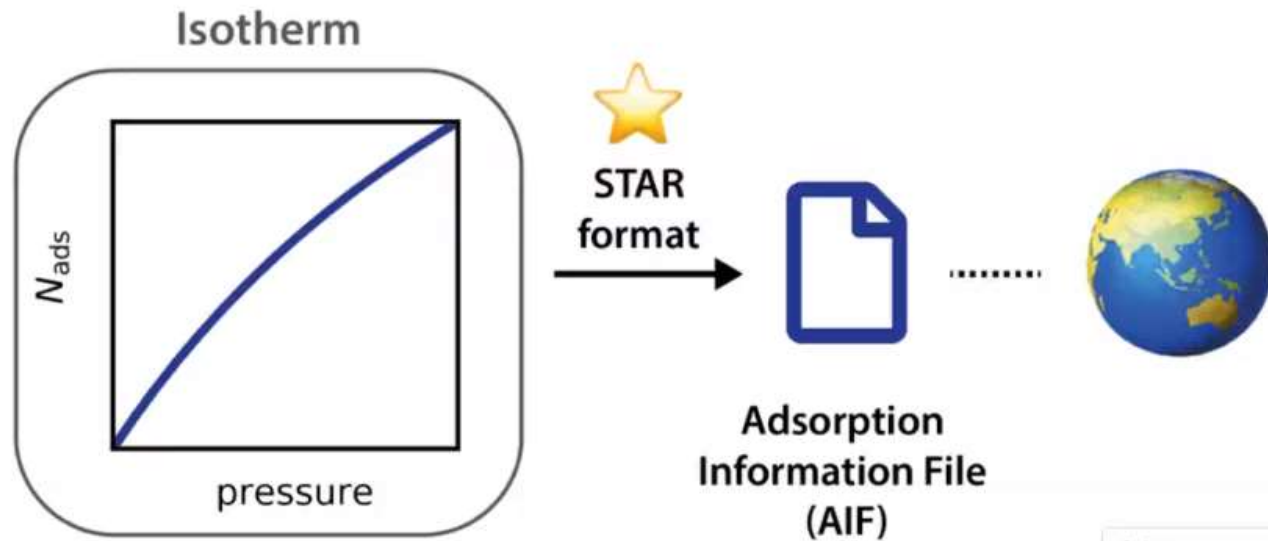 Isotherm
N_ads
pressure
STAR
format
Adsorption
Information File
(AIF)